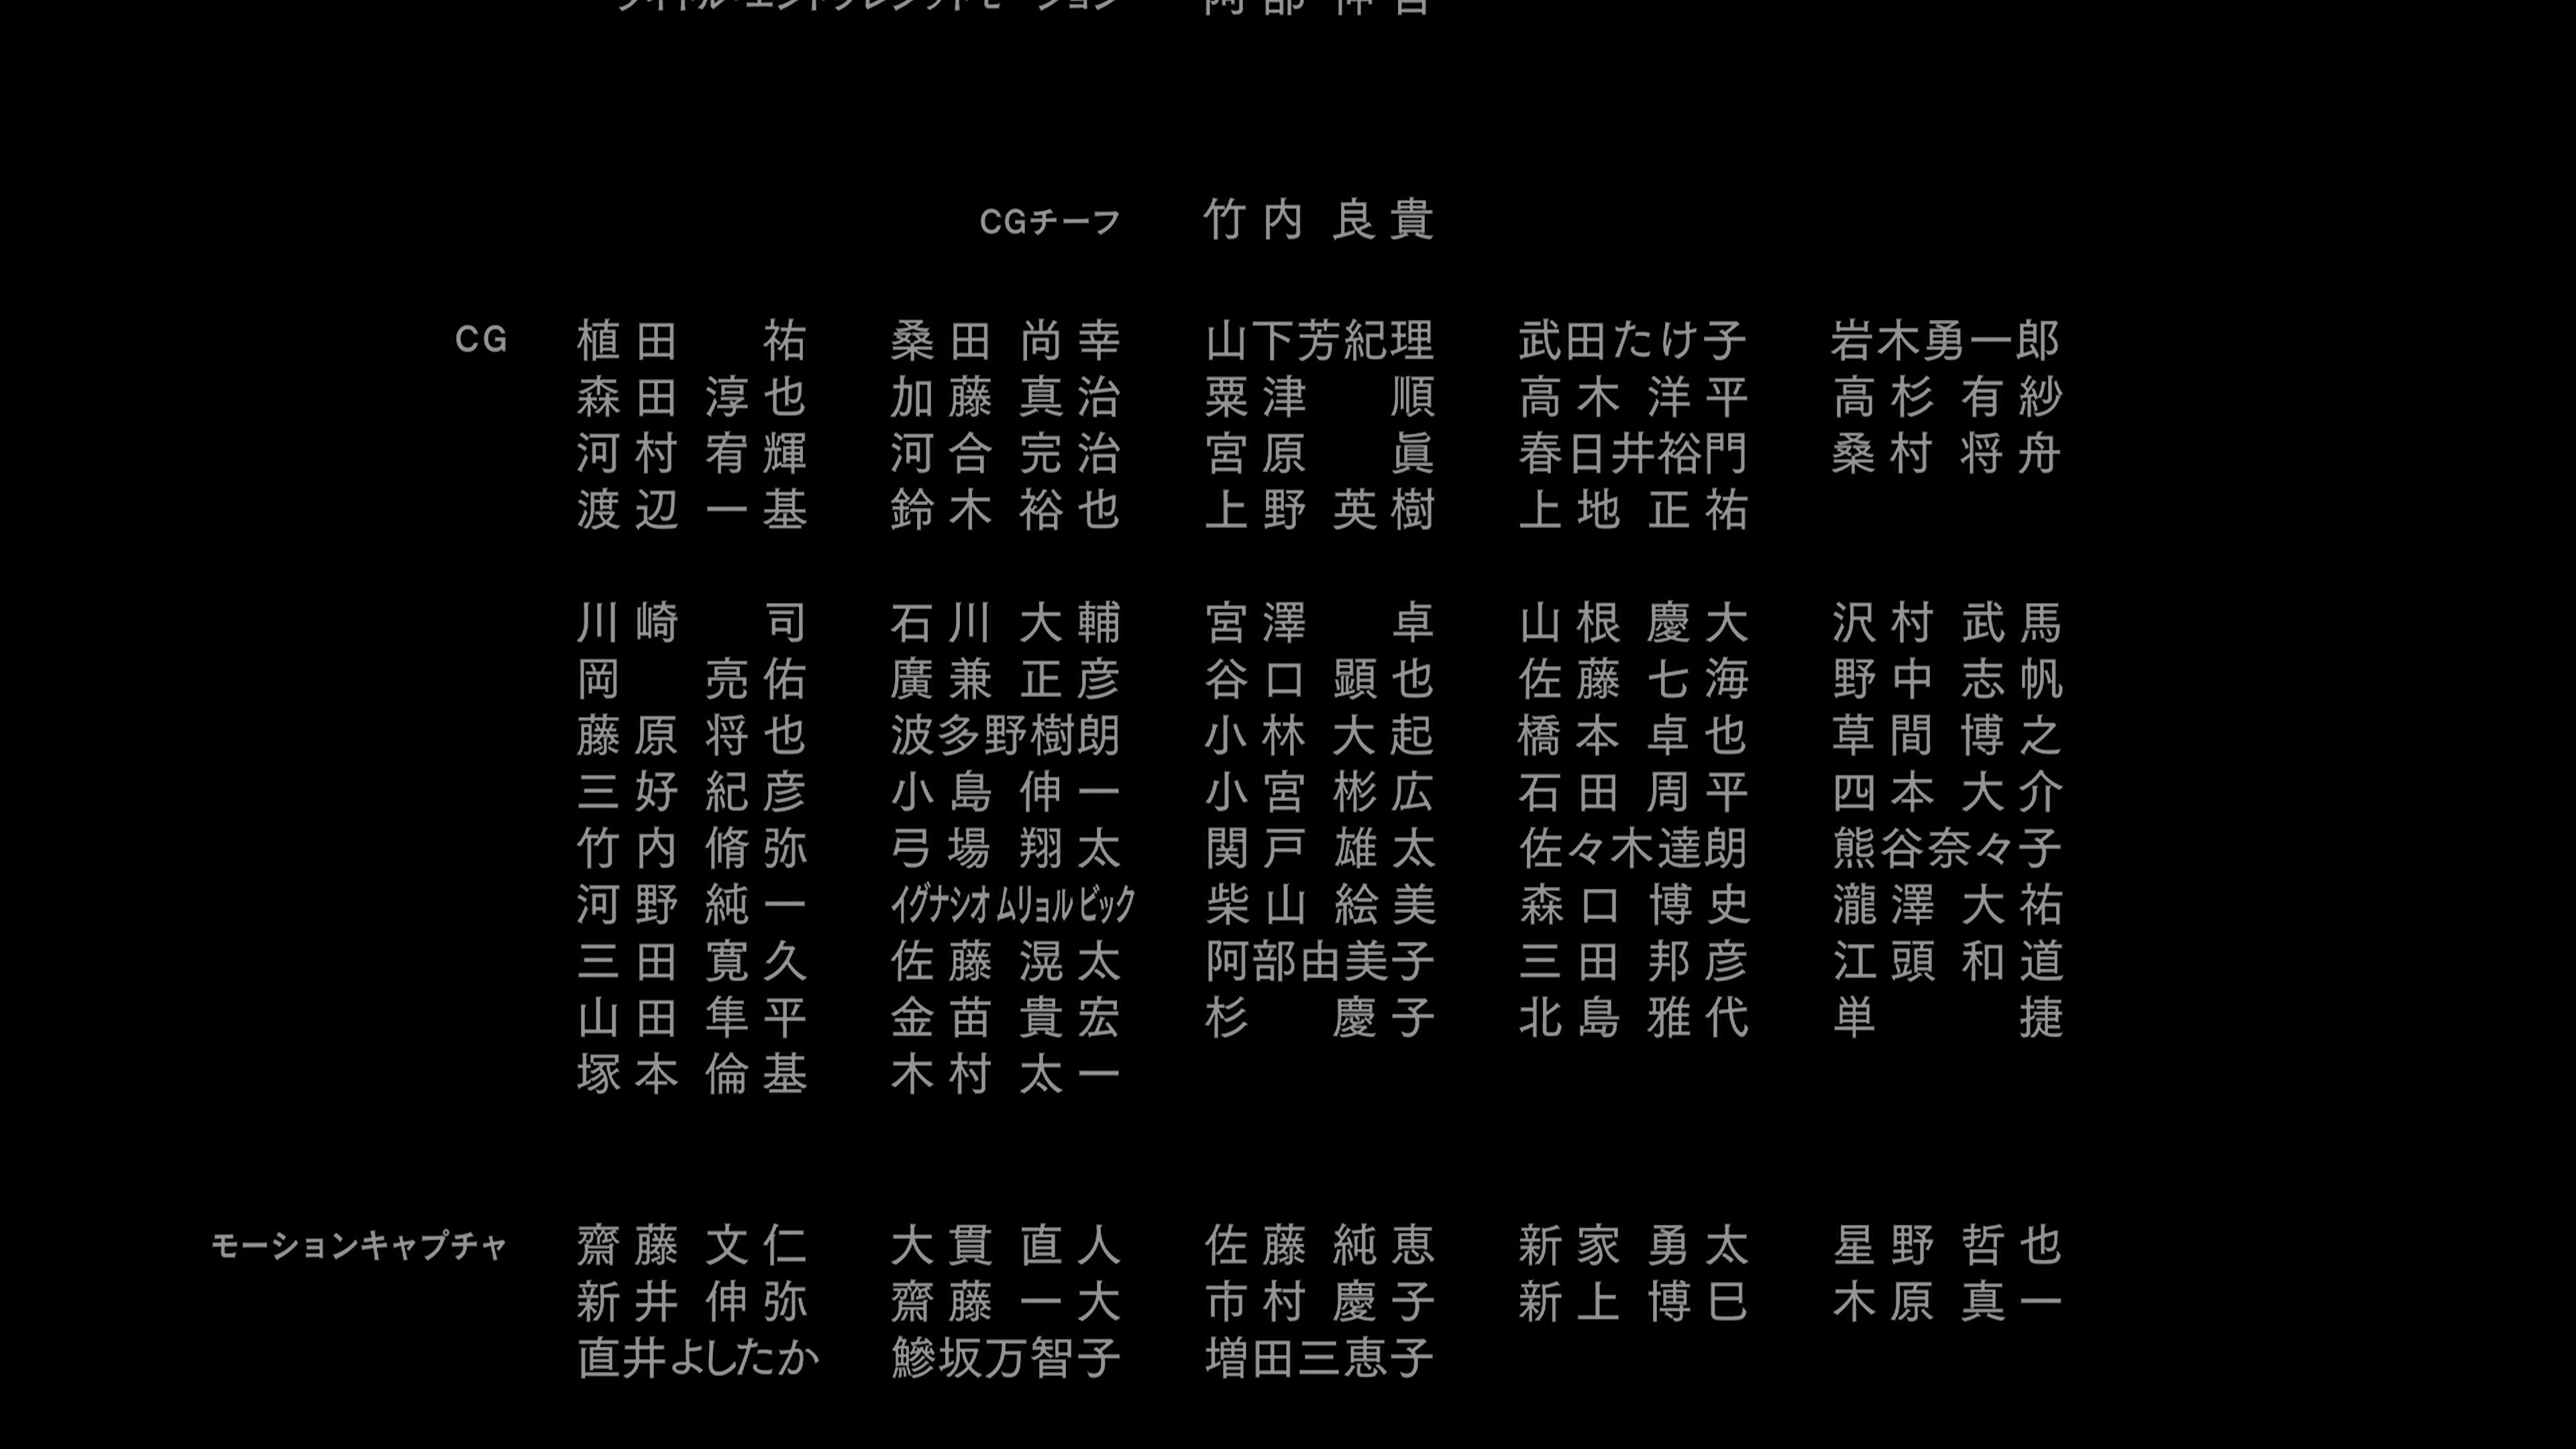 CGチーフ 竹内 良貴
CG 植田 祐 桑田 尚幸 山下芳紀理 武田たけ子 岩木勇一郎
森田 淳也 加藤 真治 粟津 順 高木 洋平 高杉 有紗
河村 宥輝 河合 完治 宮原 眞 春日井裕門 桑村 将舟
渡辺 一基 鈴木 裕也 上野 英樹 上地 正祐
川崎 司 石川 大輔 宮澤 卓 山根 慶大 沢村 武馬
岡 亮佑 廣兼 正彦 谷口 顕也 佐藤 七海 野中 志帆
藤原 将也 波多野樹朗 小林 大起 橋本 卓也 草間 博之
三好 紀彦 小島 伸一 小宮 彬広 石田 周平 四本 大介
竹内 脩弥 弓場 翔太 関戸 雄太 佐々木達朗 熊谷奈々子
河野 純一 イグナシオ ムリョル ビック 柴山 絵美 森口 博史 瀧澤 大祐
三田 寛久 佐藤 滉太 阿部由美子 三田 邦彦 江頭 和道
山田 隼平 金苗 貴宏 杉 慶子 北島 雅代 単 捷
塚本 倫基 木村 太一
モーションキャプチャ 齋藤 文仁 大貫 直人 佐藤 純恵 新家 勇太 星野 哲也
新井 伸弥 齋藤 一大 市村 慶子 新上 博巳 木原 真一
直井よしたか 鯵坂万智子 増田三恵子